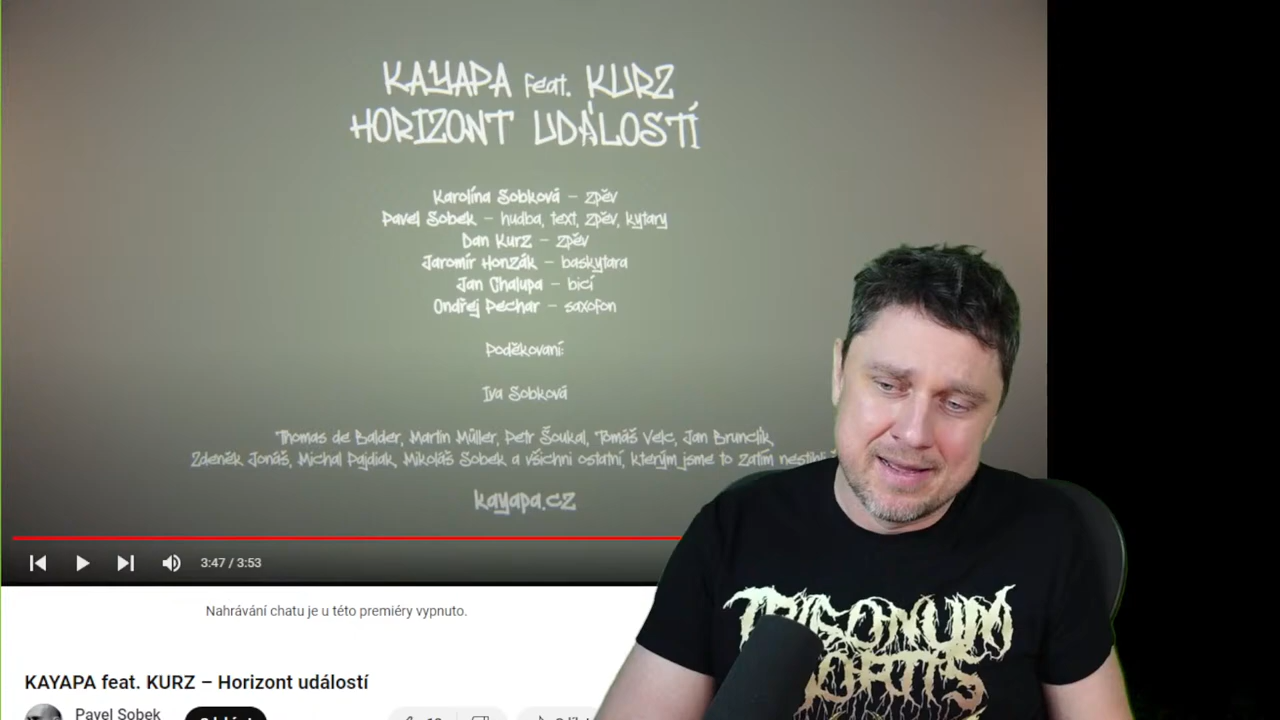 KAYAPA feat. KURZ
HORIZONT UDÁLOSTÍ
Karolína Sobková – zpěv
Pavel Sobek – hudba, text, zpěv, kytary
Dan Kurz – zpěv
Jaromír Honzák – baskytara
Jan Chalupa – bicí
Ondřej Pechar – saxofon
Poděkovaní:
Iva Sobková
Thomas de Balder, Martin Müller, Petr Šoukal, Tomáš Velc, Jan Brunclík,
Zdeněk Jonáš, Michal Pajdiak, Mikoláš Sobek a všichni ostatní, kterým jsme to zatím
kayapa.cz
3:47 / 3:53
Nahrávání chatu je u této premiéry vypnuto.
KAYAPA feat. KURZ – Horizont událostí
Pavel Sobek